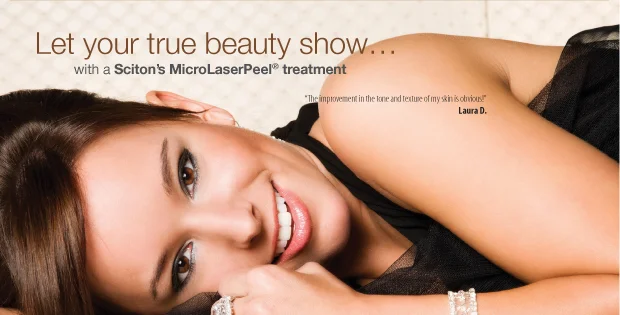 Let your true beauty show...
with a Sciton's MicroLaserPeel® treatment
"The improvement in the tone and texture of my skin is obvious!"
Laura D.